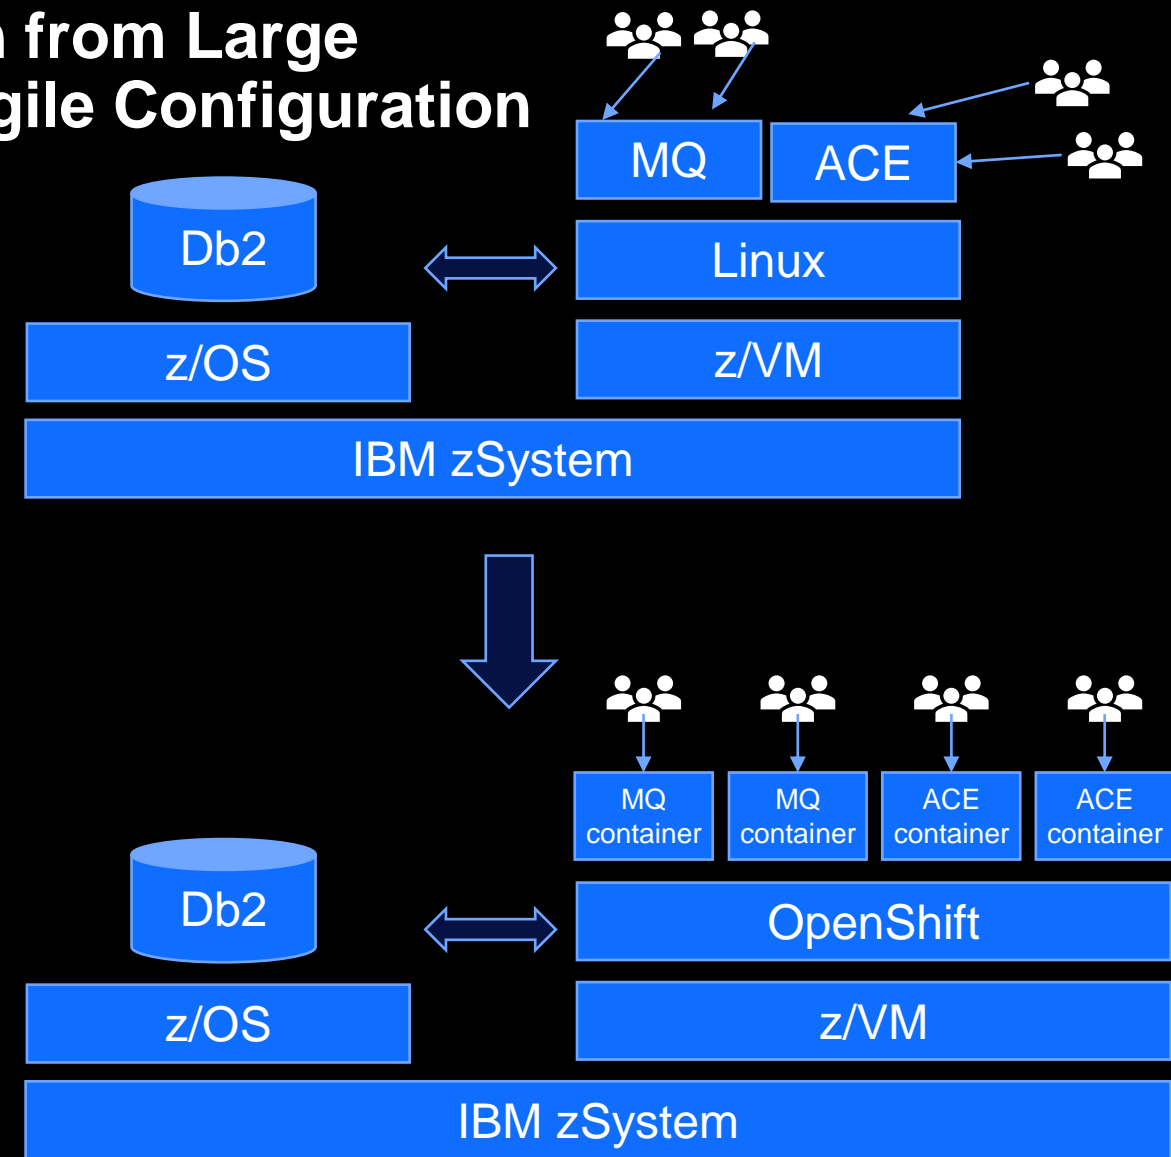 from Large
gile Configuration
MQ
ACE
Db2
Linux
z/OS
z/VM
IBM zSystem
MQ
container
MQ
container
ACE
container
ACE
container
Db2
OpenShift
z/OS
z/VM
IBM zSystem